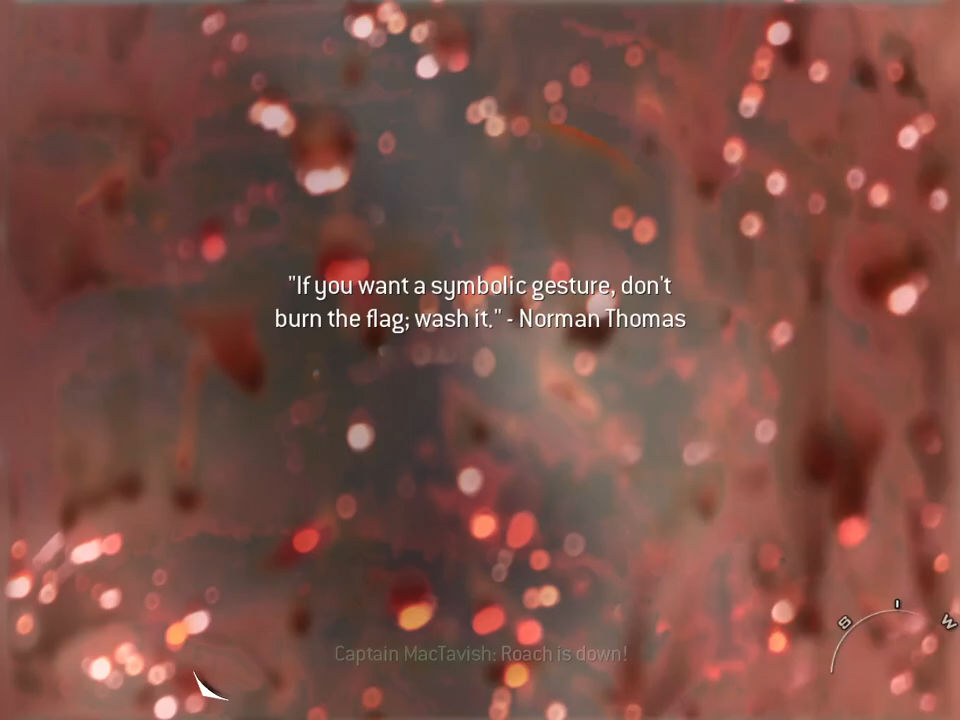 "If you want a symbolic gesture, don't
burn the flag; wash it." - Norman Thomas
Captain MacTavish: Roach is down!
S
W